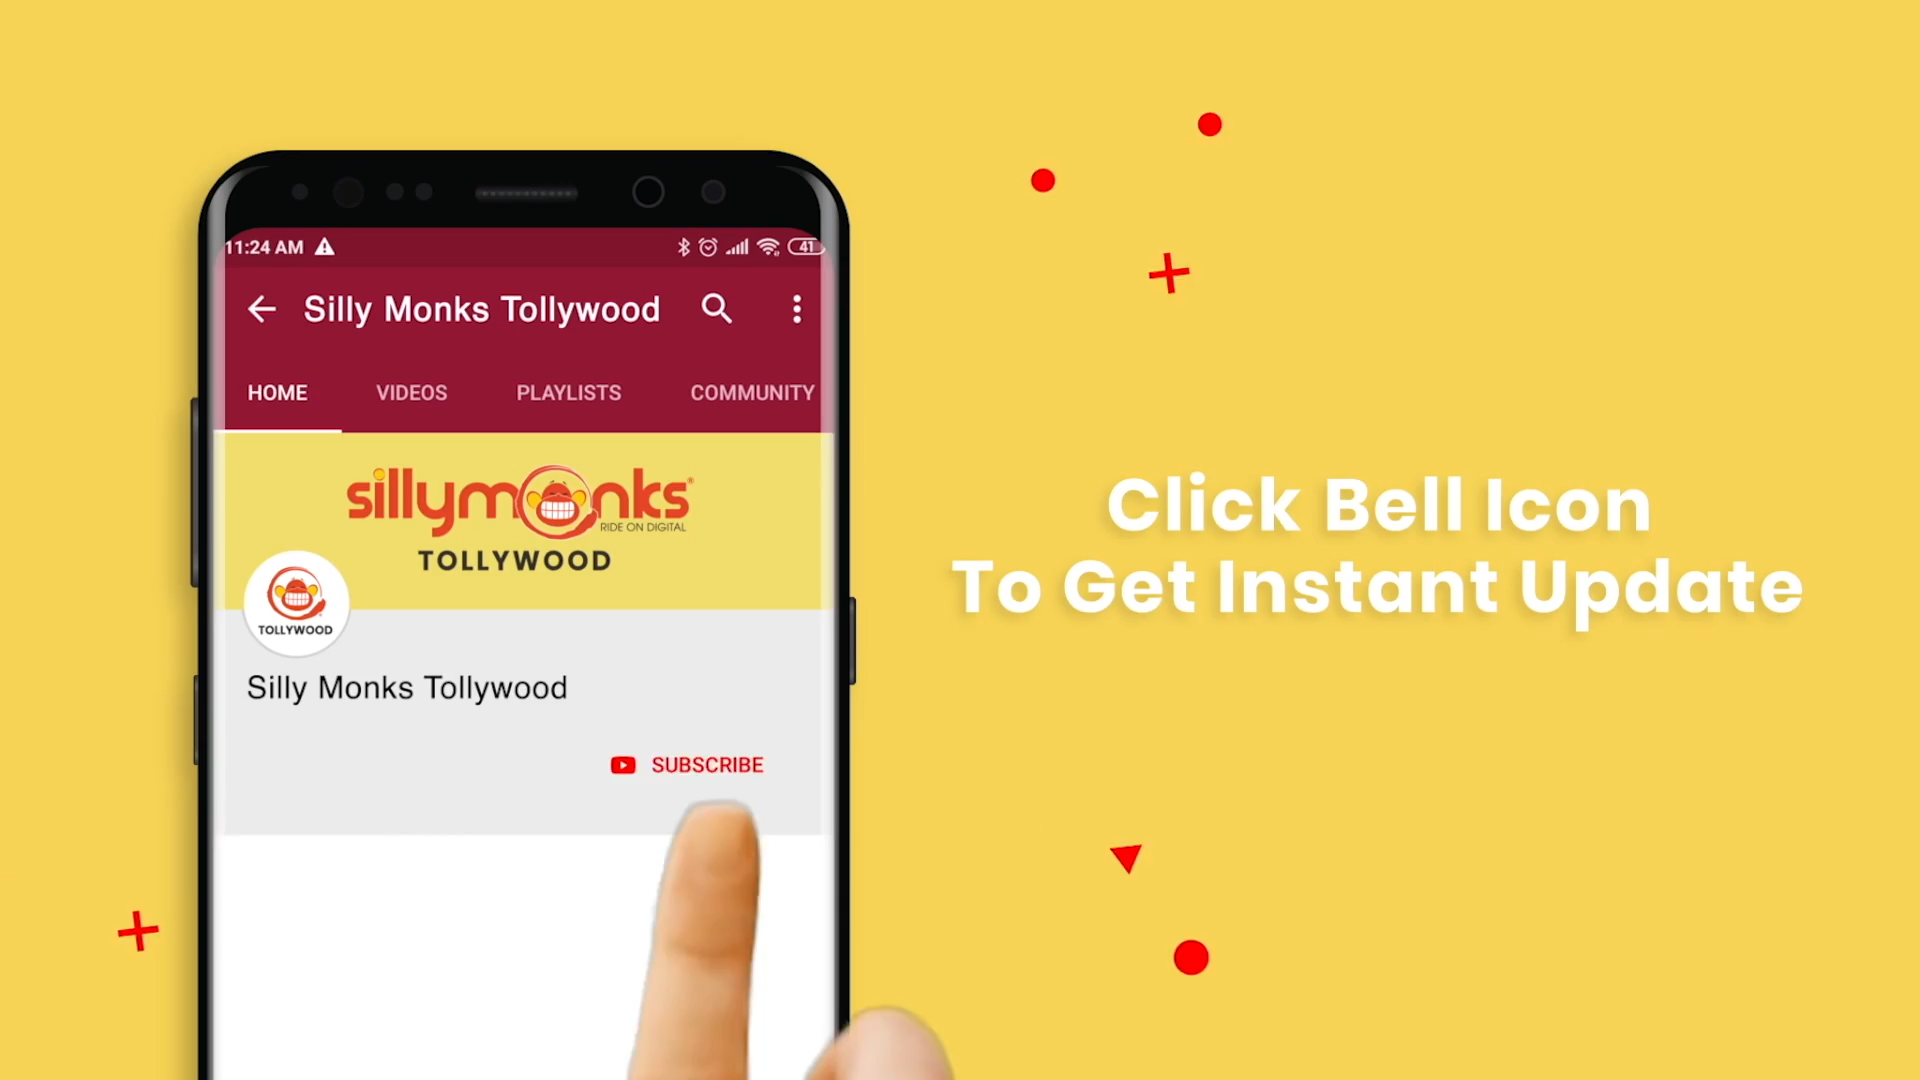 11:24 AM
41
Silly Monks Tollywood
HOME
VIDEOS
PLAYLISTS
COMMUNITY
sillymonks®
RIDE ON DIGITAL
TOLLYWOOD
TOLLYWOOD
Silly Monks Tollywood
SUBSCRIBE
Click Bell Icon
To Get Instant Update